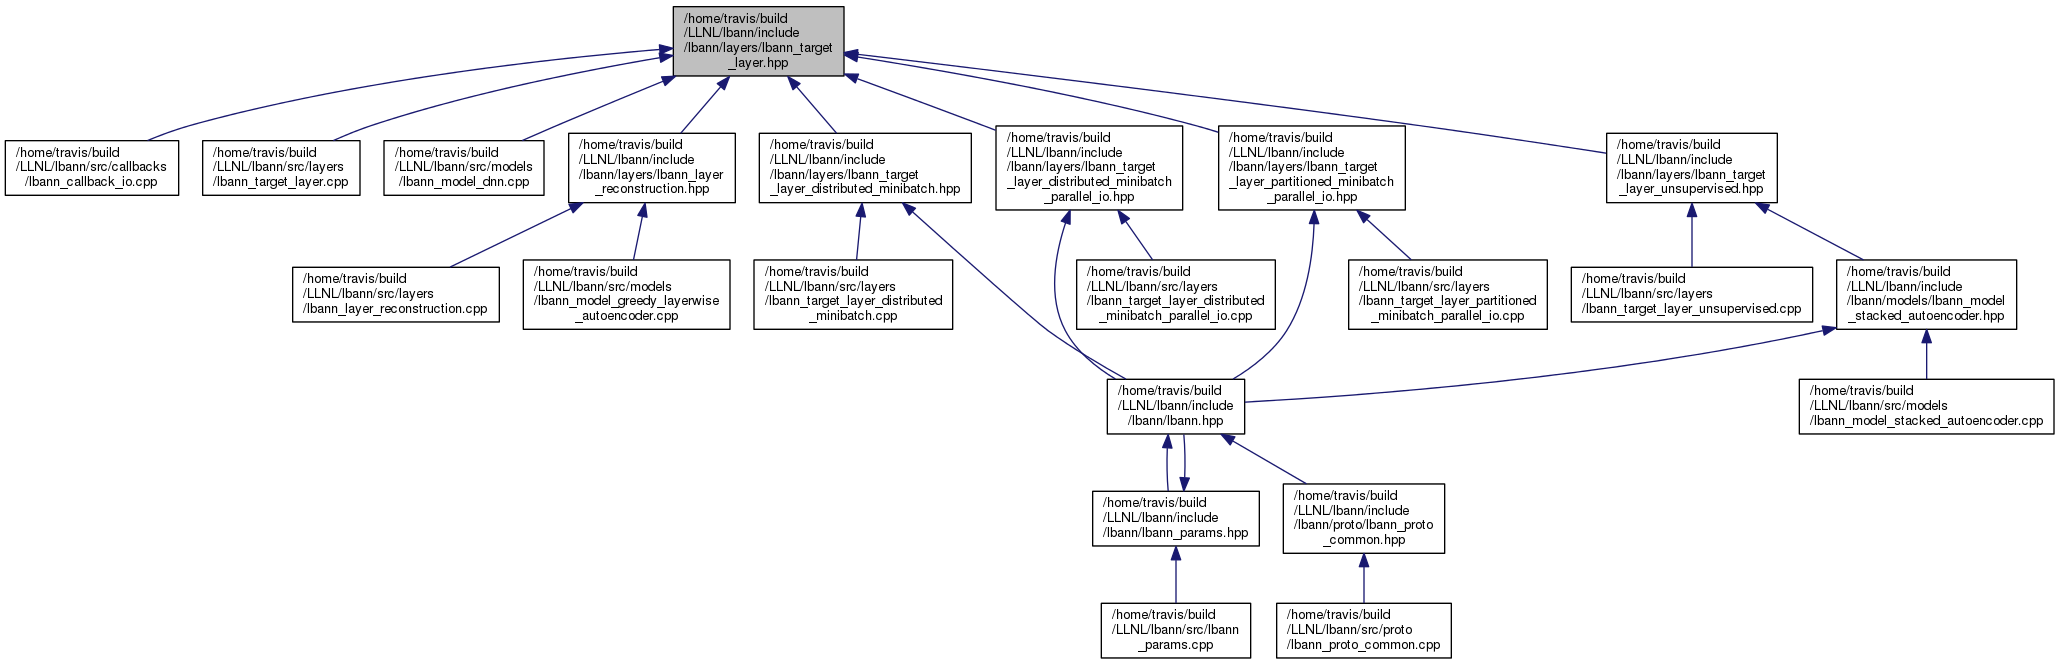 /home/travis/build
/LLNL/lbann/include
/lbann/layers/lbann_target
_layer.hpp
/home/travis/build
/LLNL/lbann/src/callbacks
/lbann_callback_io.cpp
/home/travis/build
/LLNL/lbann/src/layers
/lbann_target_layer.cpp
/home/travis/build
/LLNL/lbann/src/models
/lbann_model_dnn.cpp
/home/travis/build
/LLNL/lbann/include
/lbann/layers/lbann_layer
_reconstruction.hpp
/home/travis/build
/LLNL/lbann/include
/lbann/layers/lbann_target
_layer_distributed_minibatch.hpp
/home/travis/build
/LLNL/lbann/include
/lbann/layers/lbann_target
_layer_distributed_minibatch
_parallel_io.hpp
/home/travis/build
/LLNL/lbann/include
/lbann/layers/lbann_target
_layer_partitioned_minibatch
_parallel_io.hpp
/home/travis/build
/LLNL/lbann/include
/lbann/layers/lbann_target
_layer_unsupervised.hpp
/home/travis/build
/LLNL/lbann/src/layers
/lbann_layer_reconstruction.cpp
/home/travis/build
/LLNL/lbann/src/models
/lbann_model_greedy_layerwise
_autoencoder.cpp
/home/travis/build
/LLNL/lbann/src/layers
/lbann_target_layer_distributed
_minibatch.cpp
/home/travis/build
/LLNL/lbann/src/layers
/lbann_target_layer_distributed
_minibatch_parallel_io.cpp
/home/travis/build
/LLNL/lbann/src/layers
/lbann_target_layer_partitioned
_minibatch_parallel_io.cpp
/home/travis/build
/LLNL/lbann/src/layers
/lbann_target_layer_unsupervised.cpp
/home/travis/build
/LLNL/lbann/include
/lbann/models/lbann_model
_stacked_autoencoder.hpp
/home/travis/build
/LLNL/lbann/include
/lbann/lbann.hpp
/home/travis/build
/LLNL/lbann/src/models
/lbann_model_stacked_autoencoder.cpp
/home/travis/build
/LLNL/lbann/include
/lbann/lbann_params.hpp
/home/travis/build
/LLNL/lbann/include
/lbann/proto/lbann_proto
_common.hpp
/home/travis/build
/LLNL/lbann/src/lbann
_params.cpp
/home/travis/build
/LLNL/lbann/src/proto
/lbann_proto_common.cpp